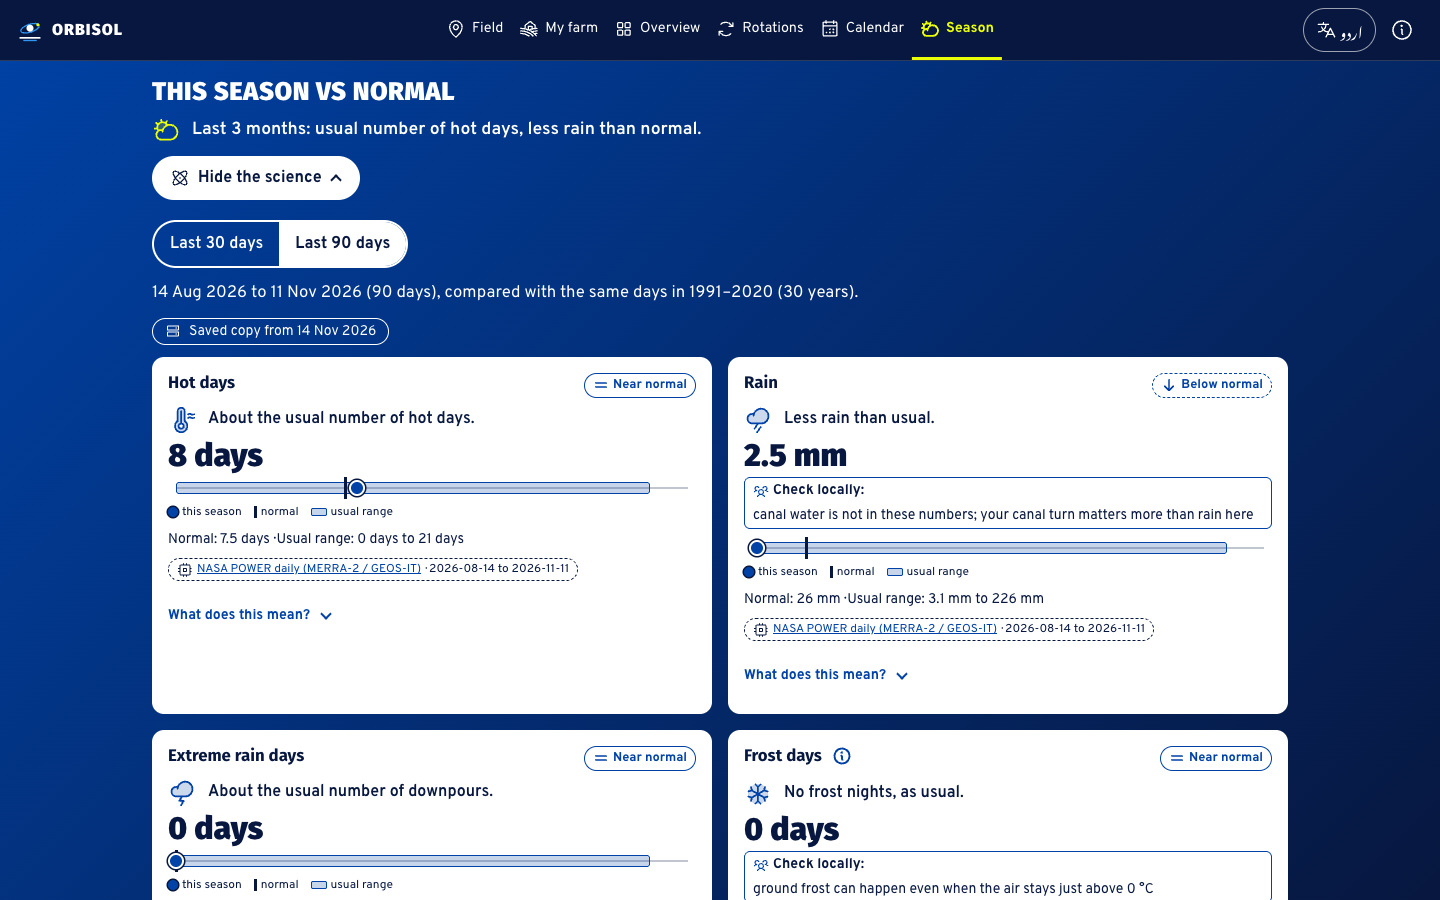 ORBISOL
Field
My farm
Overview
Rotations
Calendar
Season
اردو
THIS SEASON VS NORMAL
Last 3 months: usual number of hot days, less rain than normal.
Hide the science
Last 30 days
Last 90 days
14 Aug 2026 to 11 Nov 2026 (90 days), compared with the same days in 1991–2020 (30 years).
Saved copy from 14 Nov 2026
Hot days
Near normal
About the usual number of hot days.
8 days
this season normal usual range
Normal: 7.5 days ·Usual range: 0 days to 21 days
NASA POWER daily (MERRA-2 / GEOS-IT) ·2026-08-14 to 2026-11-11
What does this mean?
Rain
Below normal
Less rain than usual.
2.5 mm
Check locally:
canal water is not in these numbers; your canal turn matters more than rain here
this season normal usual range
Normal: 26 mm ·Usual range: 3.1 mm to 226 mm
NASA POWER daily (MERRA-2 / GEOS-IT) ·2026-08-14 to 2026-11-11
What does this mean?
Extreme rain days
Near normal
About the usual number of downpours.
0 days
this season normal usual range
Frost days
Near normal
No frost nights, as usual.
0 days
Check locally:
ground frost can happen even when the air stays just above 0 °C